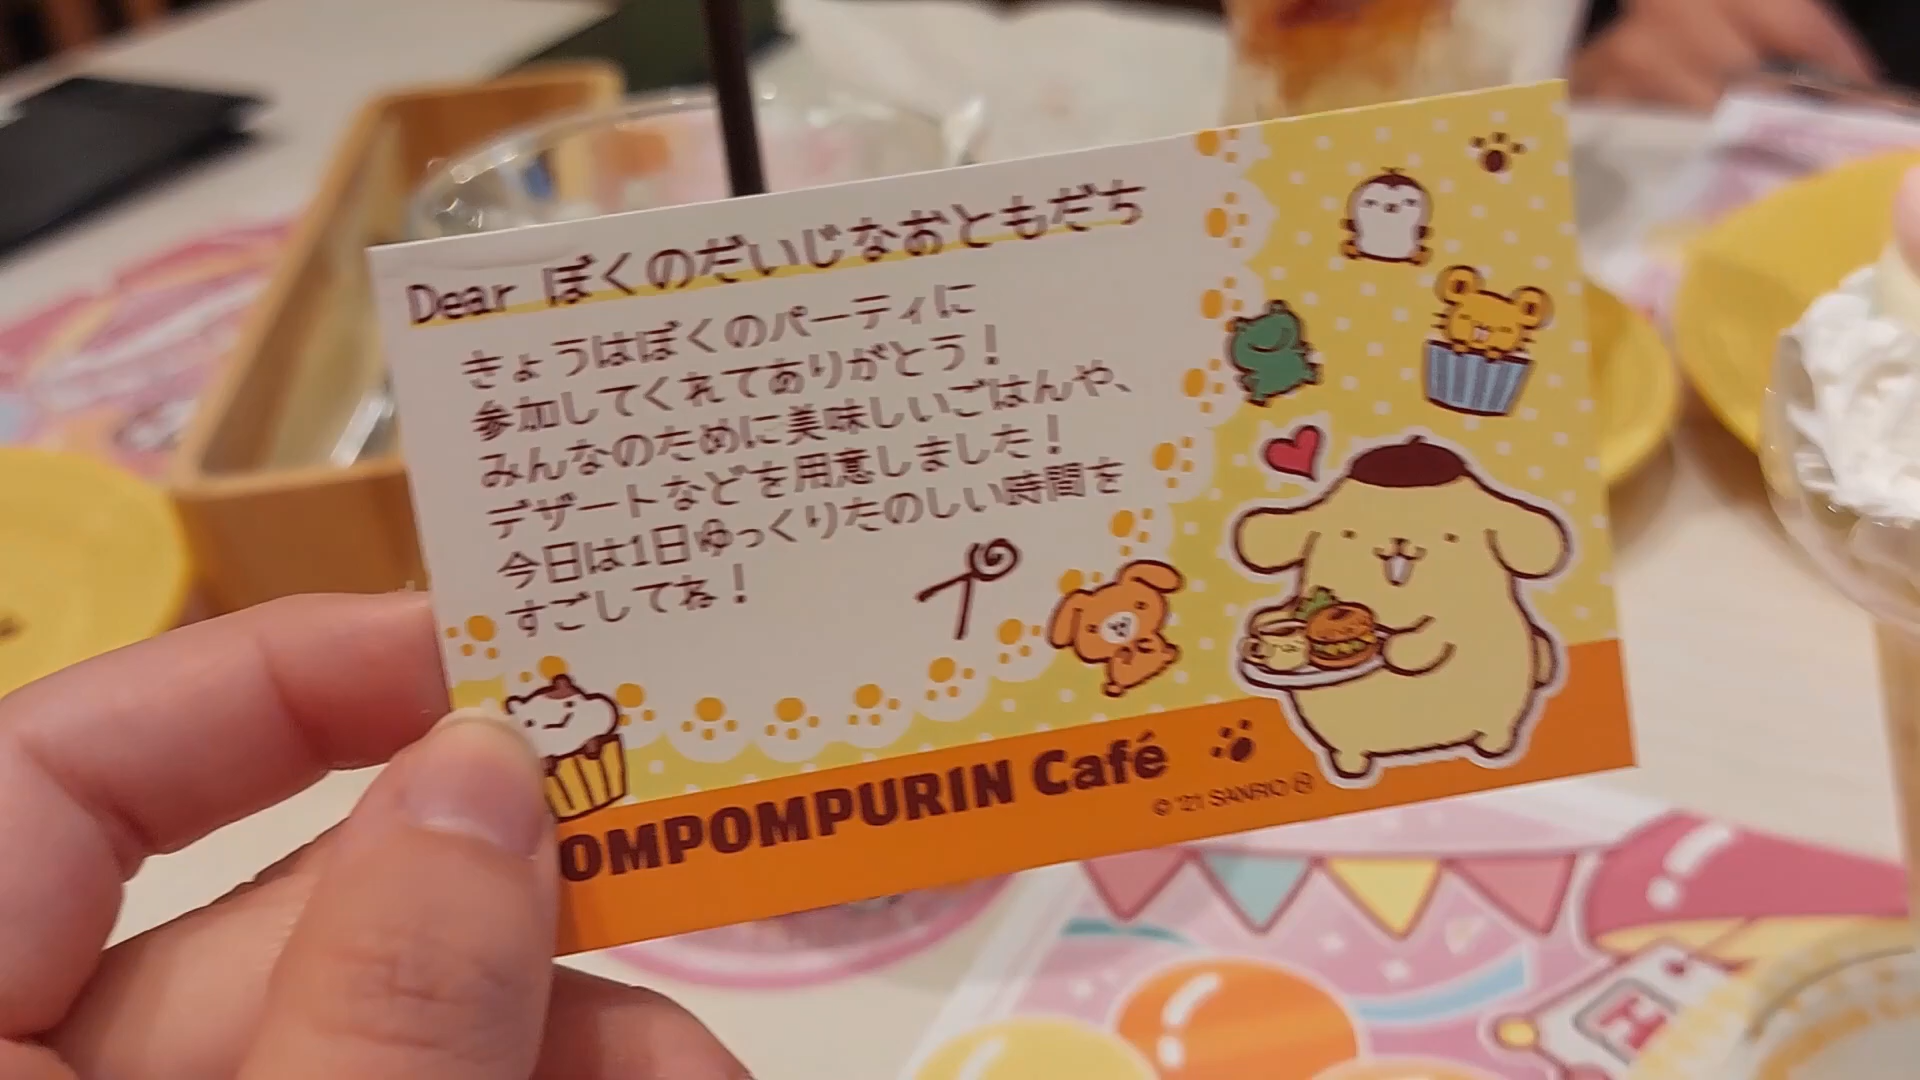 Dear ぼくのだいじなおともだち
きょうはぼくのパーティに
参加してくれてありがとう！
みんなのために美味しいごはんや、
デザートなどを用意しました！
今日は1日ゆっくりたのしい時間を
すごしてね！
OMPOMPURIN Café
© '21 SANRIO